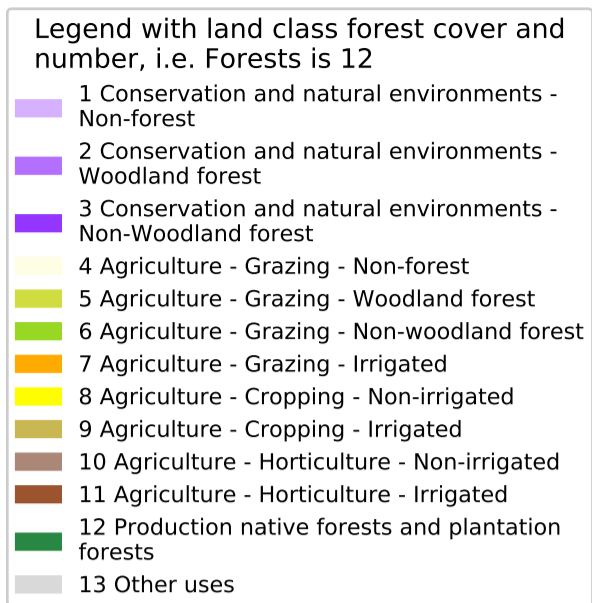 Legend with land class forest cover and
number, i.e. Forests is 12
1 Conservation and natural environments -
Non-forest
2 Conservation and natural environments -
Woodland forest
3 Conservation and natural environments -
Non-Woodland forest
4 Agriculture - Grazing - Non-forest
5 Agriculture - Grazing - Woodland forest
6 Agriculture - Grazing - Non-woodland forest
7 Agriculture - Grazing - Irrigated
8 Agriculture - Cropping - Non-irrigated
9 Agriculture - Cropping - Irrigated
10 Agriculture - Horticulture - Non-irrigated
11 Agriculture - Horticulture - Irrigated
12 Production native forests and plantation
forests
13 Other uses